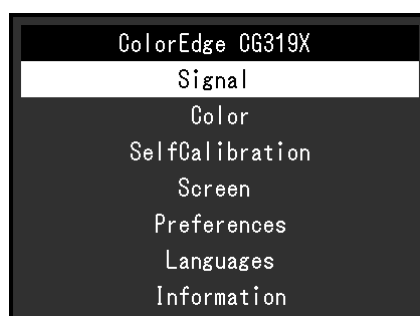 ColorEdge CG319X
Signal
Color
SelfCalibration
Screen
Preferences
Languages
Information